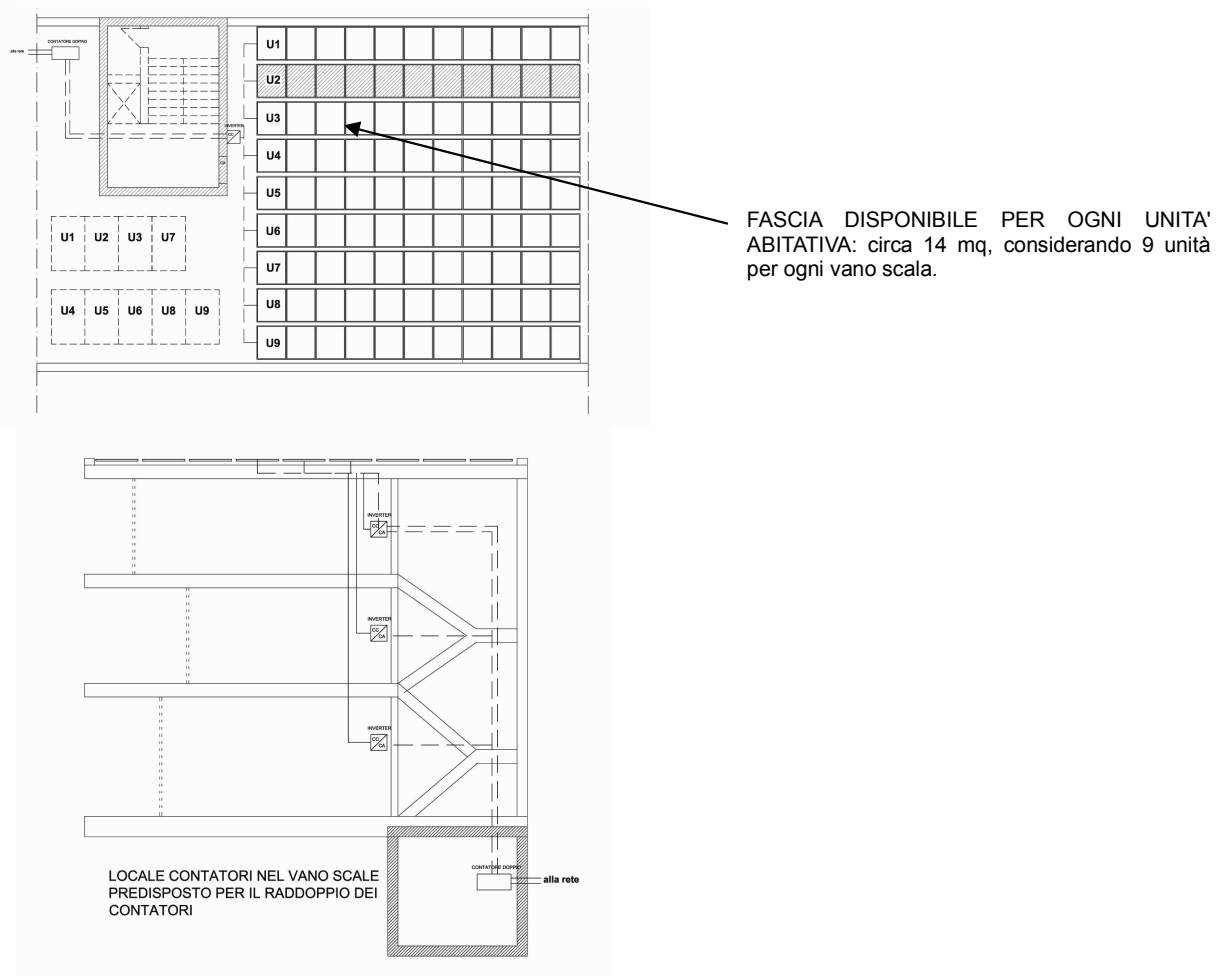 CONTATORE DOPPIO
alla rete
INVERTER
CC
CA
U1
U2
U3
U4
U5
U6
U7
U8
U9
U1 U2 U3 U7
U4 U5 U6 U8 U9
FASCIA DISPONIBILE PER OGNI UNITA'
ABITATIVA: circa 14 mq, considerando 9 unità
per ogni vano scala.
INVERTER
CC
CA
INVERTER
CC
CA
INVERTER
CC
CA
LOCALE CONTATORI NEL VANO SCALE
PREDISPOSTO PER IL RADDOPPIO DEI
CONTATORI
CONTATORE DOPPIO
alla rete